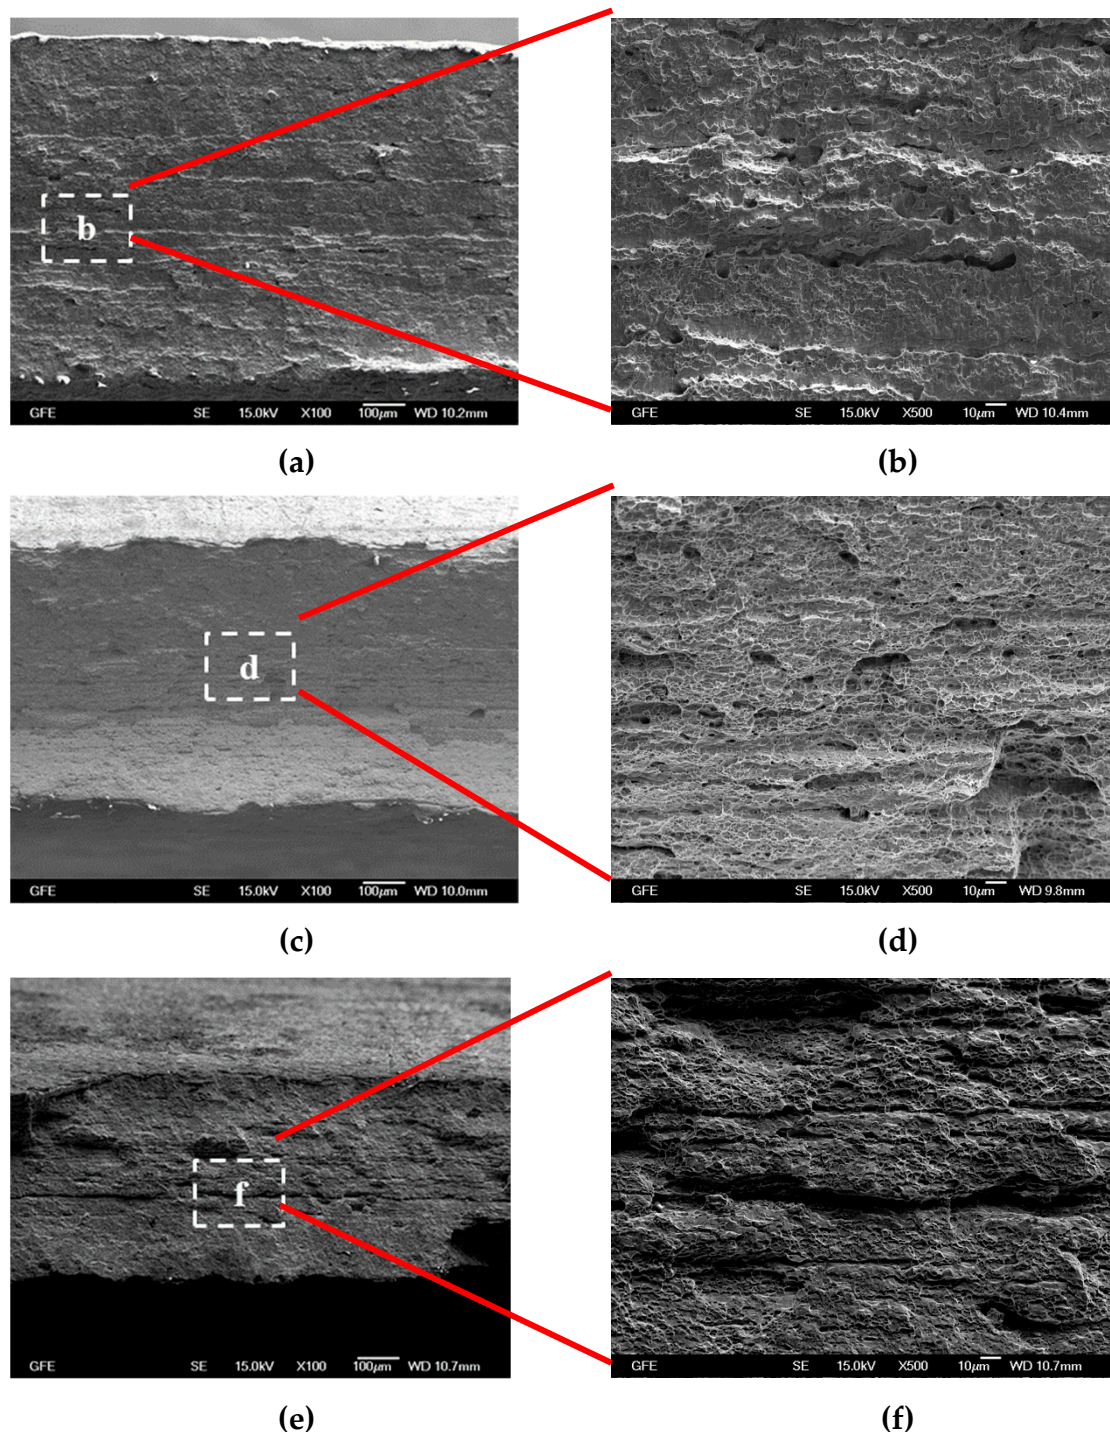 b
GFE SE 15.0kV X100 100μm WD 10.2mm
GFE SE 15.0kV X500 10μm WD 10.4mm
(a) (b)
d
GFE SE 15.0kV X100 100μm WD 10.0mm
GFE SE 15.0kV X500 10μm WD 9.8mm
(c) (d)
f
GFE SE 15.0kV X100 100μm WD 10.7mm
GFE SE 15.0kV X500 10μm WD 10.7mm
(e) (f)